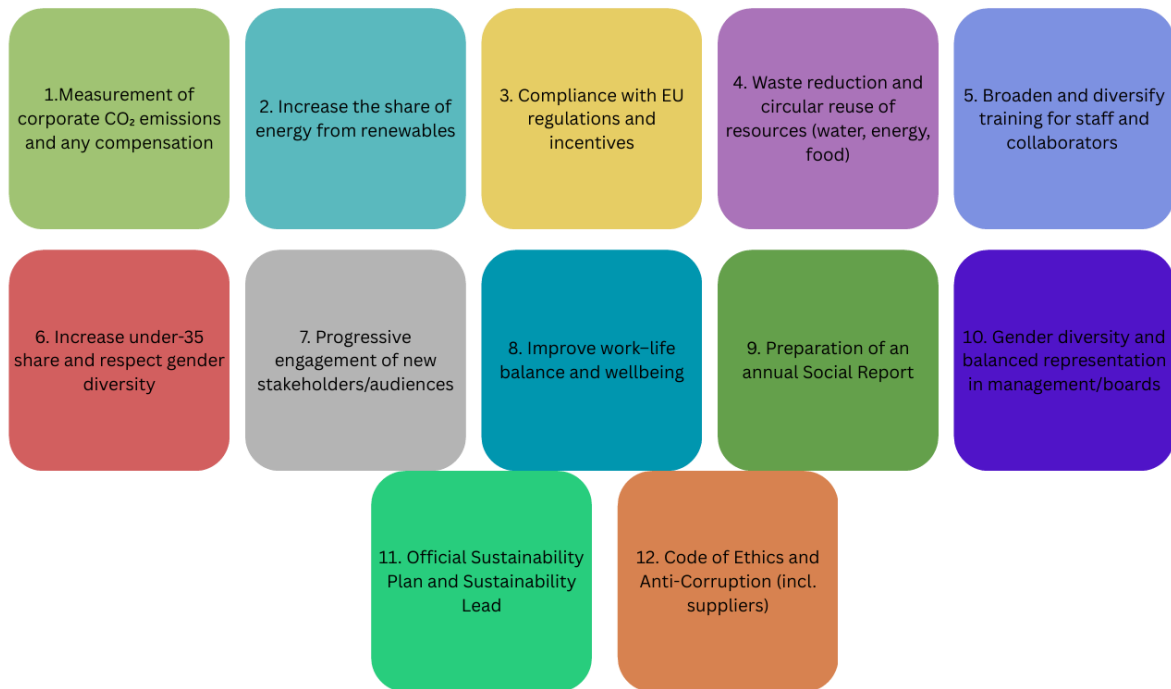 1.Measurement of
corporate CO₂ emissions
and any compensation
2. Increase the share of
energy from renewables
3. Compliance with EU
regulations and
incentives
4. Waste reduction and
circular reuse of
resources (water, energy,
food)
5. Broaden and diversify
training for staff and
collaborators
6. Increase under-35
share and respect gender
diversity
7. Progressive
engagement of new
stakeholders/audiences
8. Improve work–life
balance and wellbeing
9. Preparation of an
annual Social Report
10. Gender diversity and
balanced representation
in management/boards
11. Official Sustainability
Plan and Sustainability
Lead
12. Code of Ethics and
Anti-Corruption (incl.
suppliers)